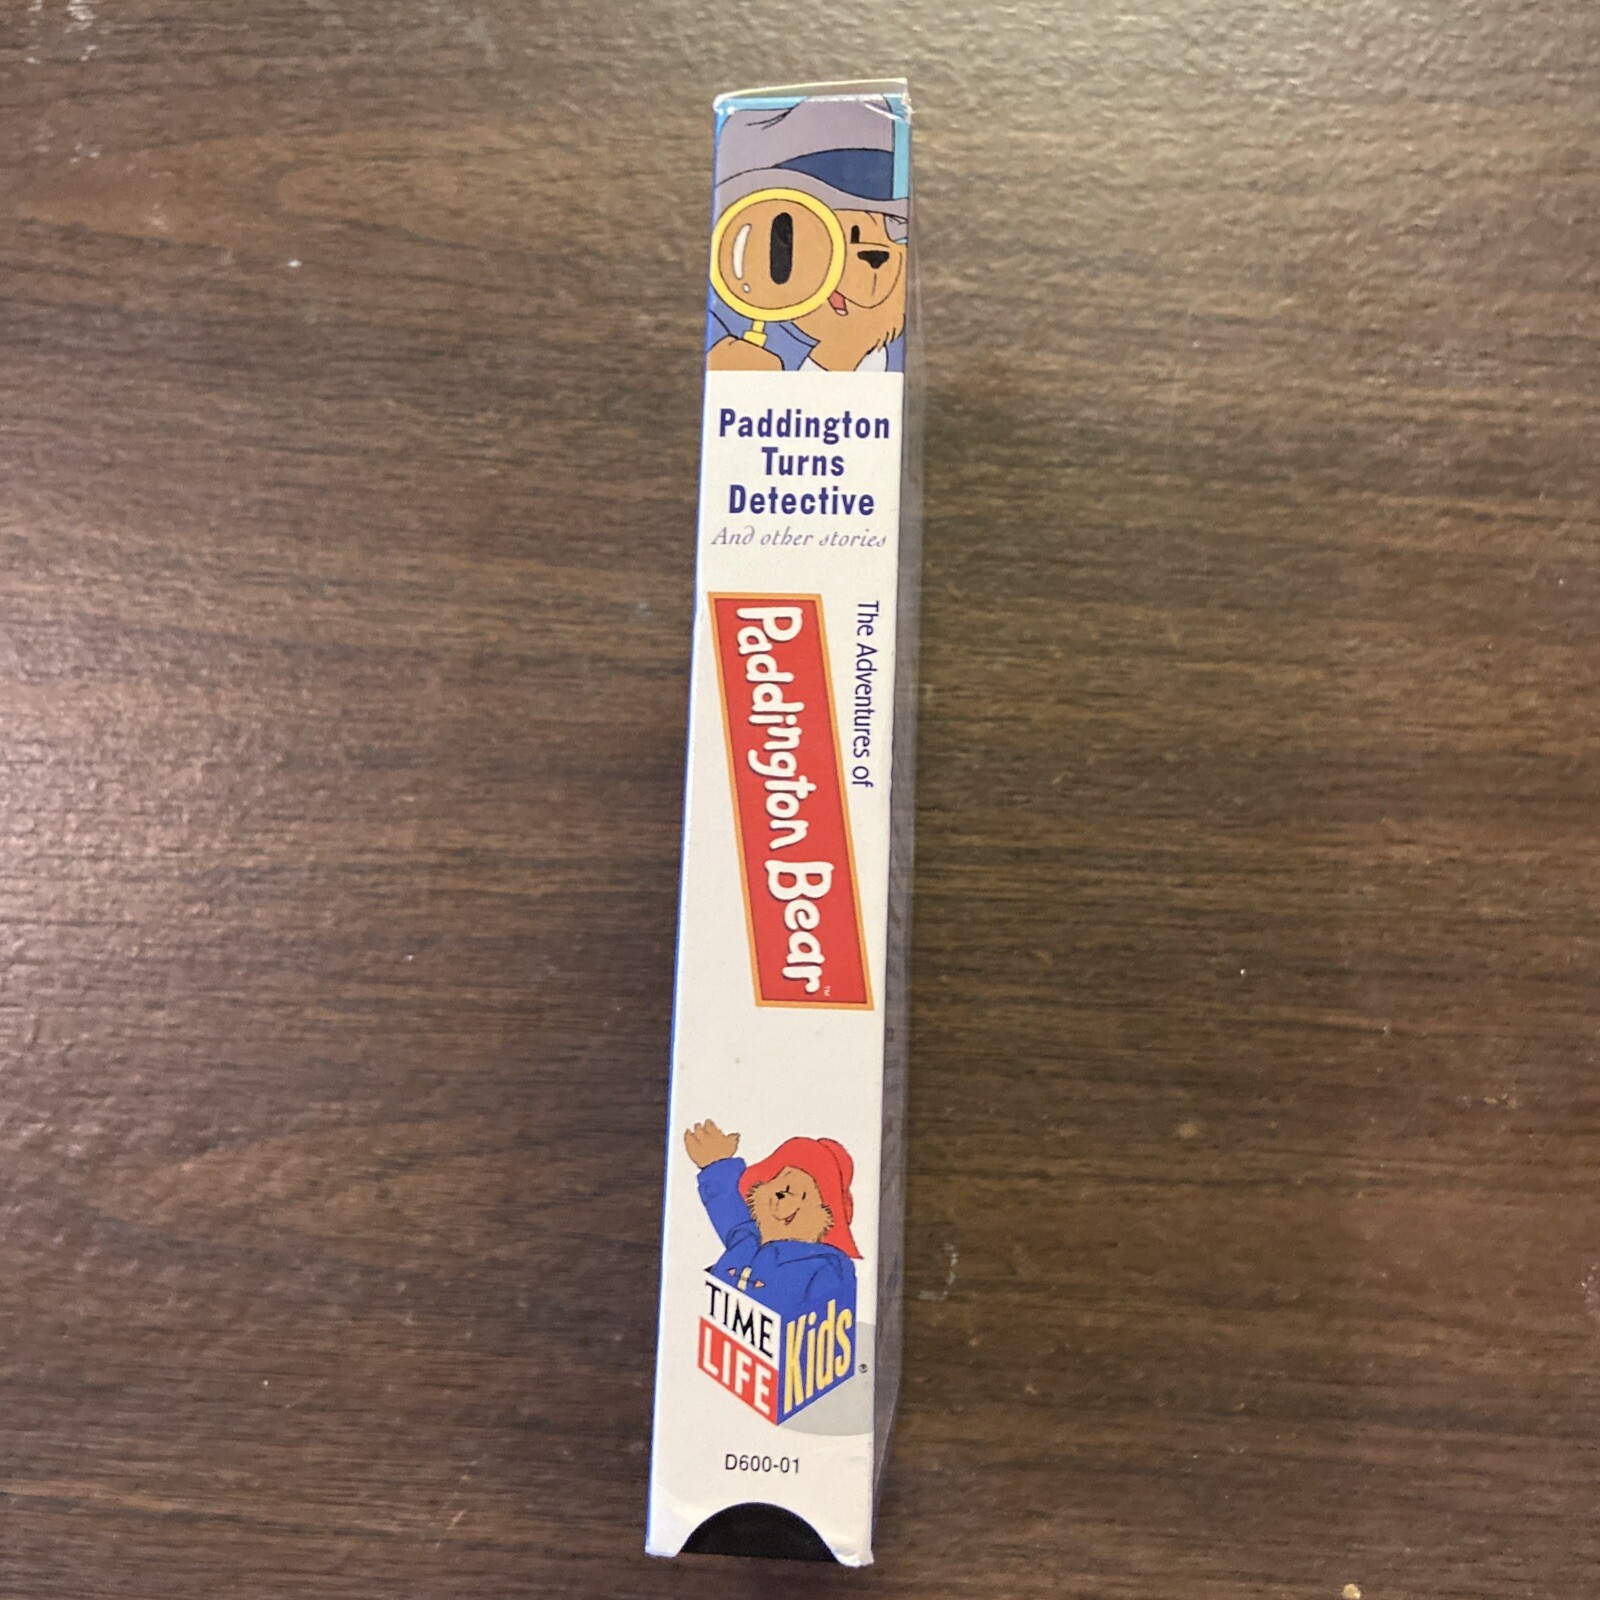 Paddington
Turns
Detective
And other stories
The Adventures of
Paddington Bear™
TIME
LIFE
Kids®
D600-01